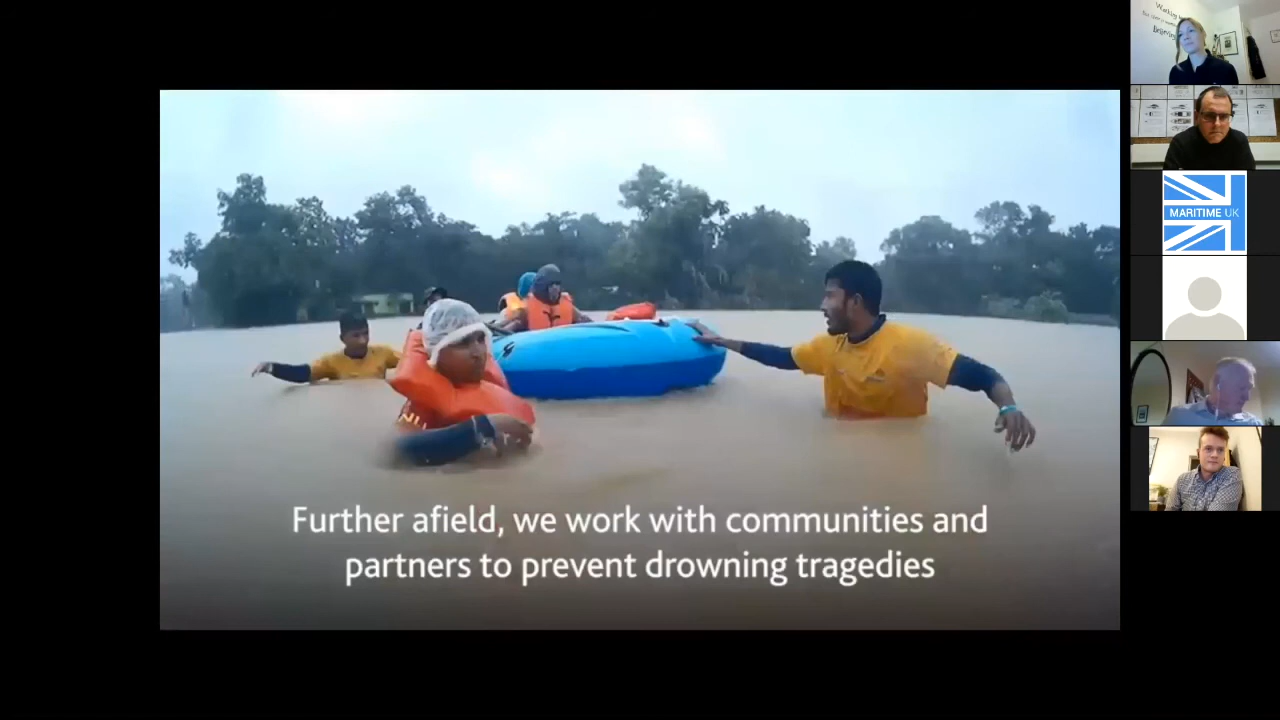 Further afield, we work with communities and
partners to prevent drowning tragedies
MARITIME UK